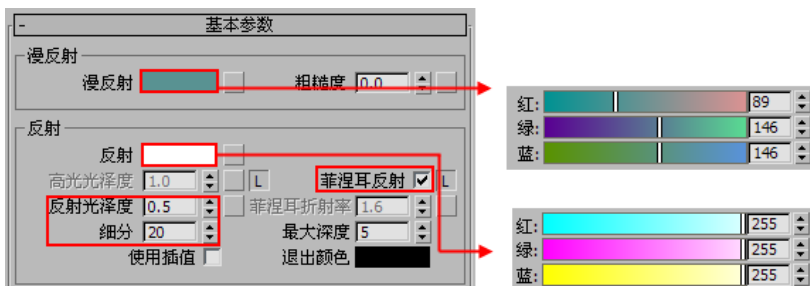 - 基本参数
漫反射
漫反射 粗糙度 0.0
反射
反射
高光光泽度 1.0 L 菲涅耳反射 L
反射光泽度 0.5 菲涅耳折射率 1.6
细分 20 最大深度 5
使用插值 退出颜色
红: 89
绿: 146
蓝: 146
红: 255
绿: 255
蓝: 255